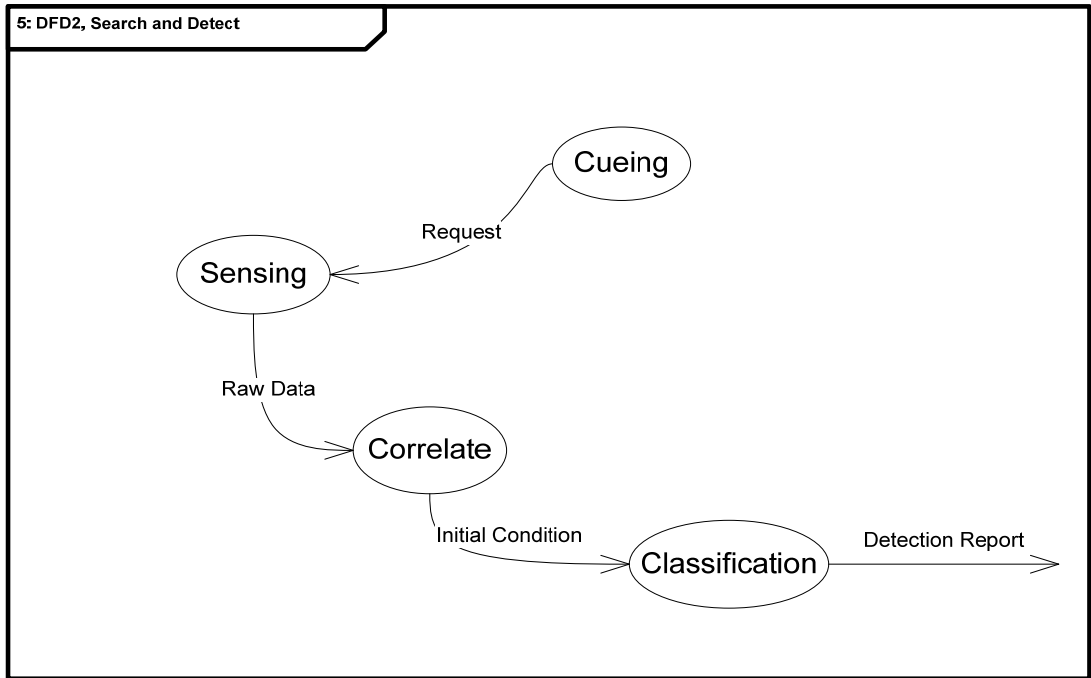 5: DFD2, Search and Detect
Cueing
Request
Sensing
Raw Data
Correlate
Initial Condition
Classification
Detection Report